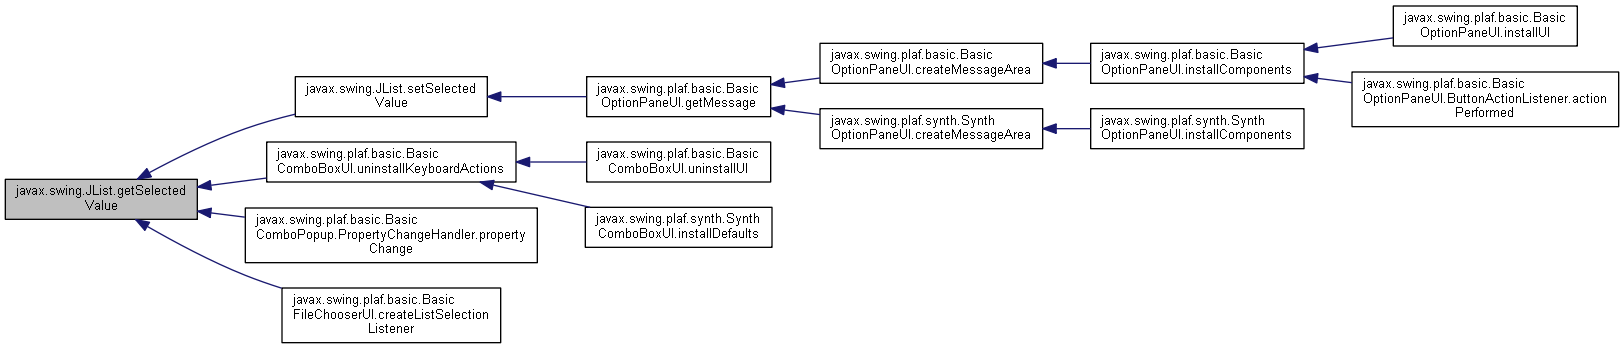 javax.swing.JList.getSelected
Value
javax.swing.JList.setSelected
Value
javax.swing.plaf.basic.Basic
OptionPaneUI.getMessage
javax.swing.plaf.basic.Basic
OptionPaneUI.createMessageArea
javax.swing.plaf.basic.Basic
OptionPaneUI.installComponents
javax.swing.plaf.basic.Basic
OptionPaneUI.installUI
javax.swing.plaf.basic.Basic
OptionPaneUI.ButtonActionListener.action
Performed
javax.swing.plaf.synth.Synth
OptionPaneUI.createMessageArea
javax.swing.plaf.synth.Synth
OptionPaneUI.installComponents
javax.swing.plaf.basic.Basic
ComboBoxUI.uninstallKeyboardActions
javax.swing.plaf.basic.Basic
ComboBoxUI.uninstallUI
javax.swing.plaf.synth.Synth
ComboBoxUI.installDefaults
javax.swing.plaf.basic.Basic
ComboPopup.PropertyChangeHandler.property
Change
javax.swing.plaf.basic.Basic
FileChooserUI.createListSelection
Listener